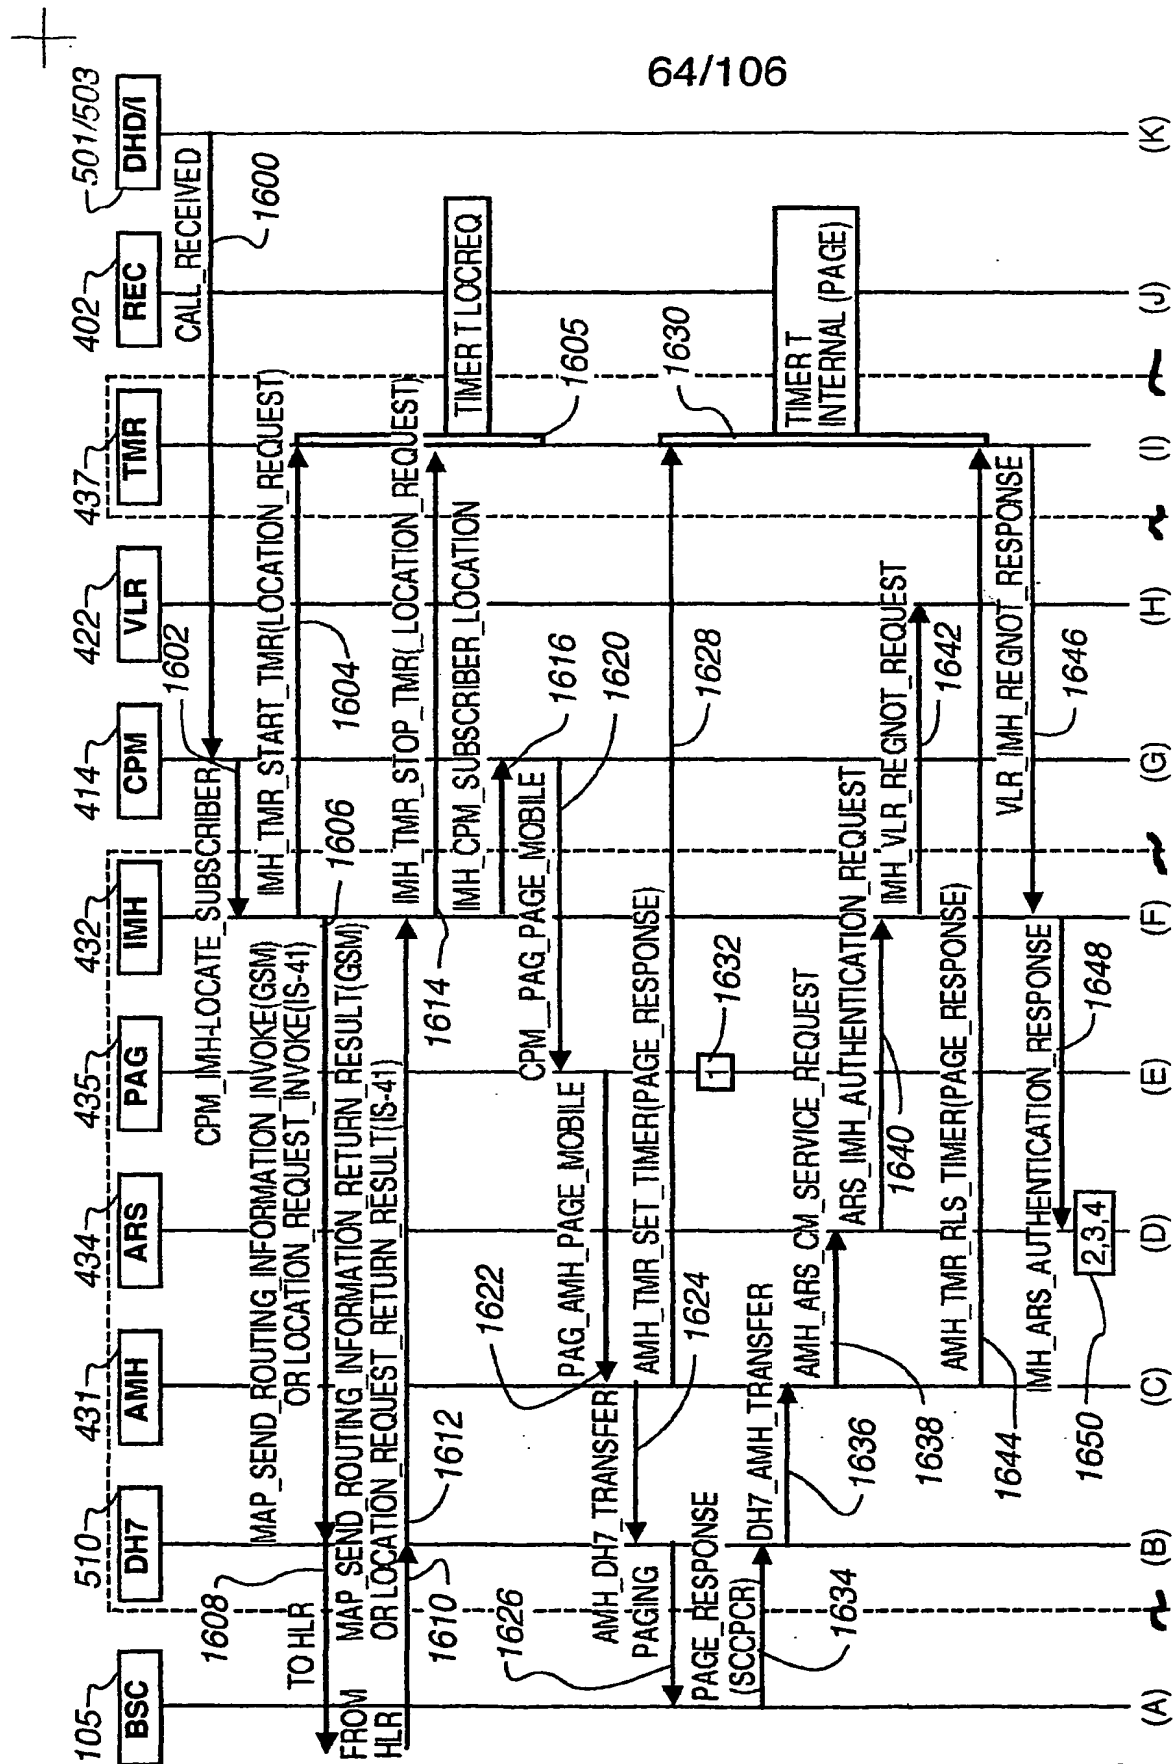 64/106
105
BSC
510
DH7
431
AMH
434
ARS
435
PAG
432
IMH
414
CPM
422
VLR
437
TMR
402
REC
501/503
DHD/I
CALL_RECEIVED
1600
CPM_IMH-LOCATE_SUBSCRIBER
1602
IMH_TMR_START_TMR(LOCATION_REQUEST)
1604
1605
TIMER T LOCREQ
MAP_SEND_ROUTING_INFORMATION INVOKE(GSM)
OR LOCATION_REQUEST_INVOKE(IS-41)
1606
1608
TO HLR
FROM
HLR
MAP_SEND_ROUTING_INFORMATION_RETURN_RESULT(GSM)
OR LOCATION_REQUEST_RETURN_RESULT(IS-41)
1610
1612
IMH_TMR_STOP_TMR(_LOCATION_REQUEST)
1614
IMH_CPM_SUBSCRIBER_LOCATION
1616
CPM__PAG_PAGE_MOBILE
1620
PAG_AMH_PAGE_MOBILE
1622
AMH_DH7_TRANSFER
1624
PAGING
1626
AMH_TMR_SET_TIMER(PAGE_RESPONSE)
1628
1630
TIMER T
INTERNAL (PAGE)
1
1632
PAGE_RESPONSE
(SCCPCR)
1634
DH7_AMH_TRANSFER
1636
AMH_ARS_CM_SERVICE_REQUEST
1638
ARS_IMH_AUTHENTICATION_REQUEST
1640
IMH_VLR_REGNOT_REQUEST
1642
AMH_TMR_RLS_TIMER(PAGE_RESPONSE)
1644
VLR_IMH_REGNOT_RESPONSE
1646
IMH_ARS_AUTHENTICATION_RESPONSE
1648
2,3,4
1650
(A)
(B)
(C)
(D)
(E)
(F)
(G)
(H)
(I)
(J)
(K)